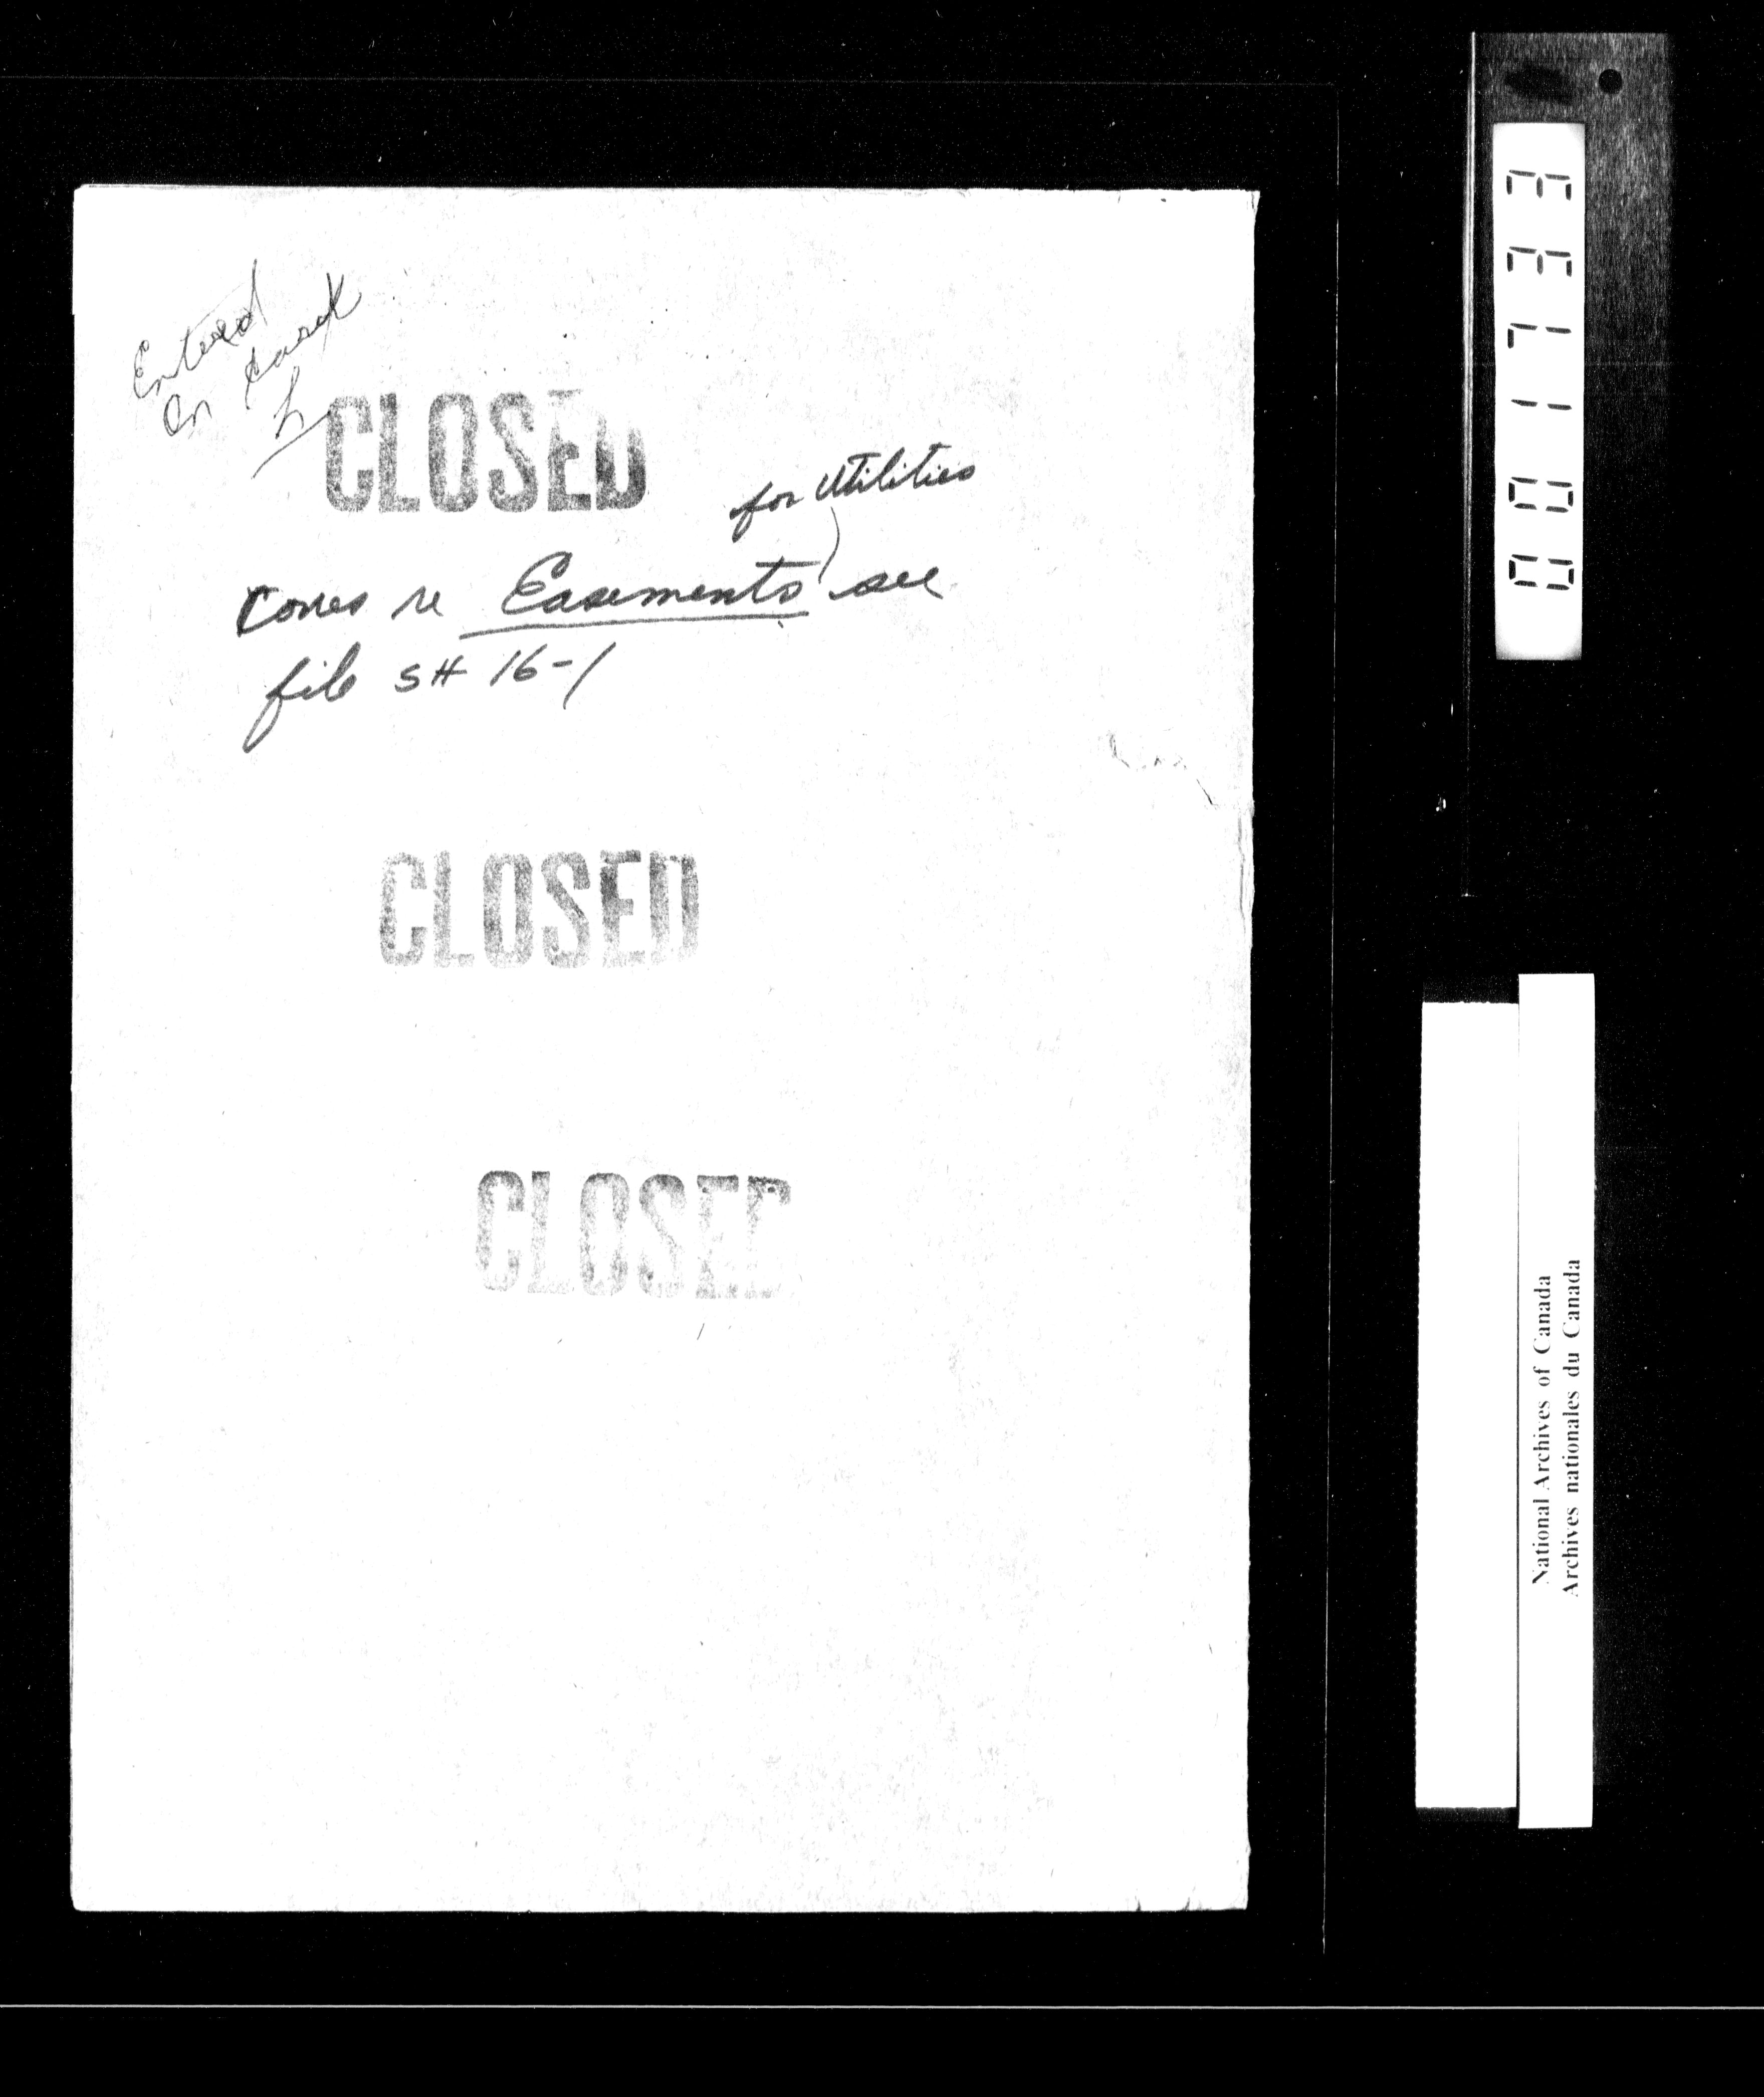 Entered
on card
h
CLOSED
for utilities
Corres re Easements see
file SH 16-1
CLOSED
CLOSED
001733
National Archives of Canada
Archives nationales du Canada